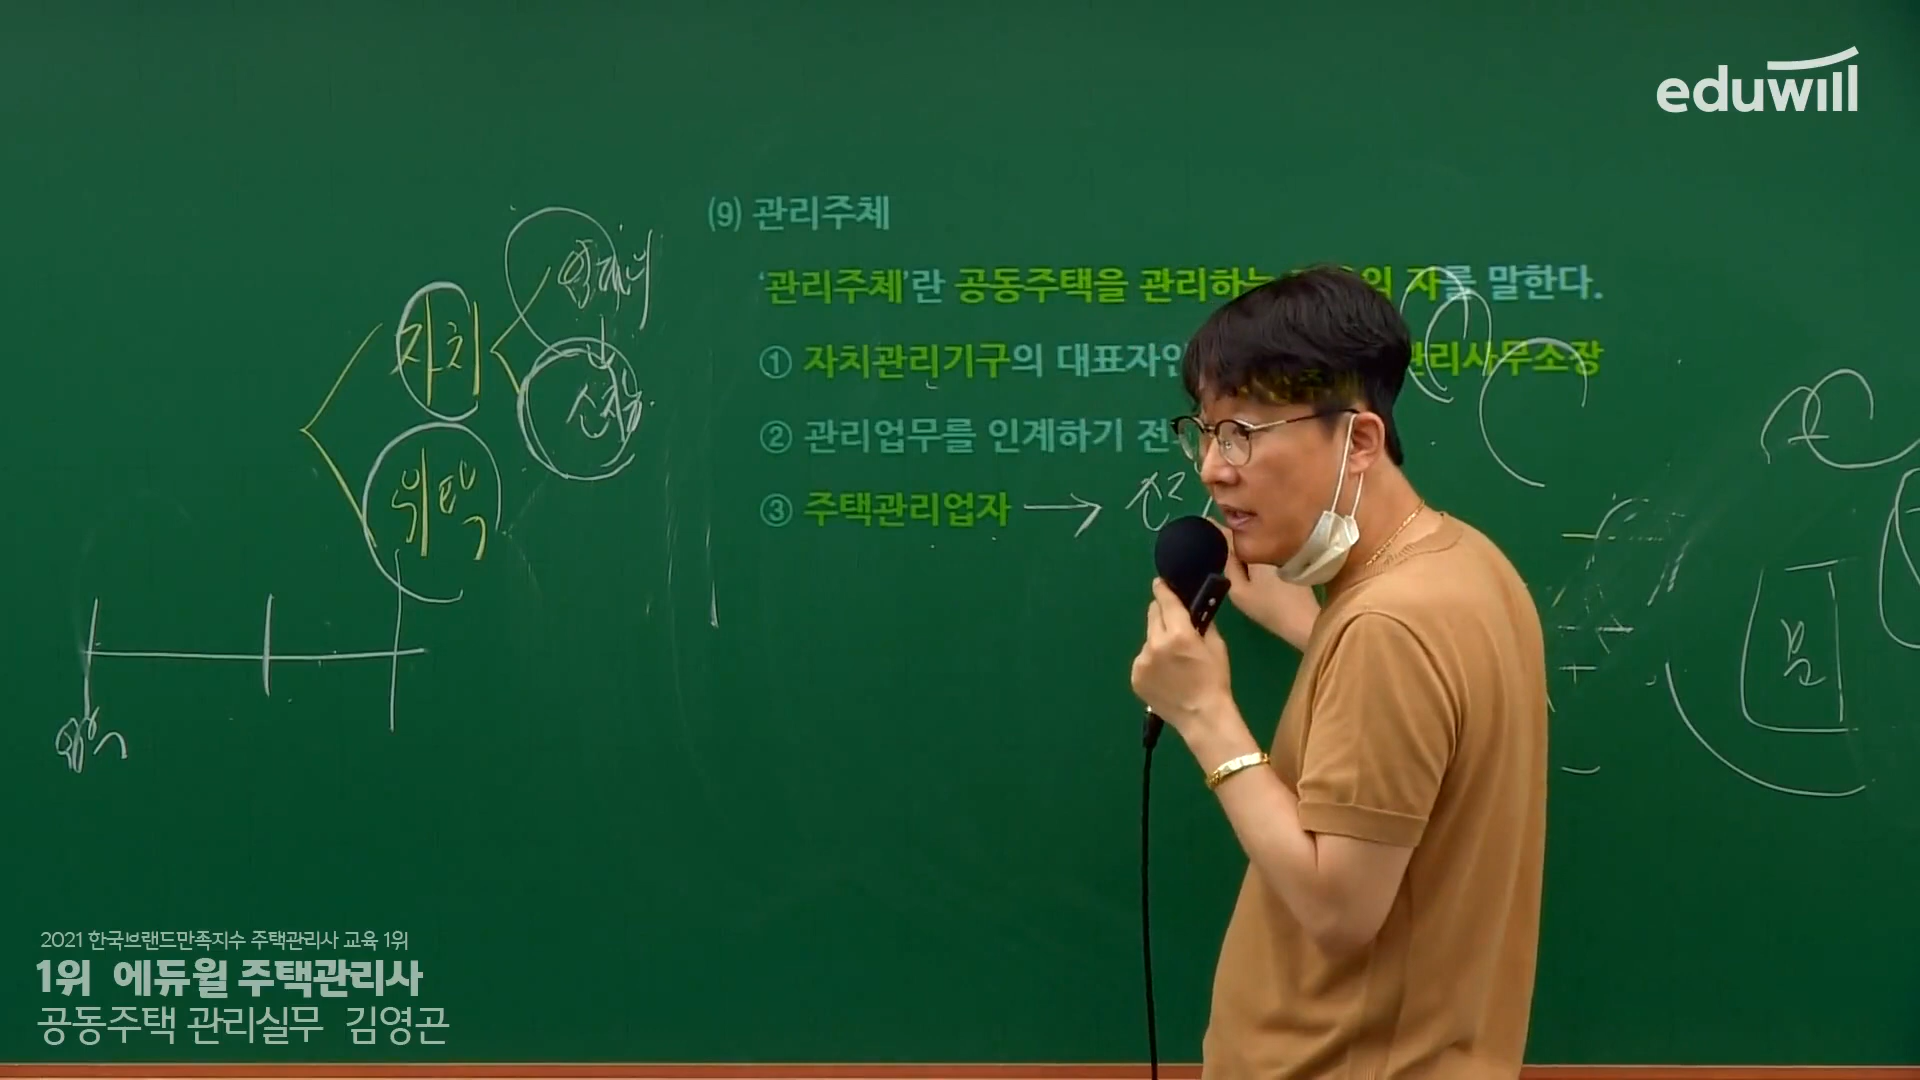 eduwill
(9) 관리주체
‘관리주체’란 공동주택을 관리하는 자를 말한다.
① 자치관리기구의 대표자인 관리사무소장
② 관리업무를 인계하기 전
③ 주택관리업자 →
자치
위탁
2021 한국브랜드만족지수 주택관리사 교육 1위
1위 에듀윌 주택관리사
공동주택 관리실무 김영곤